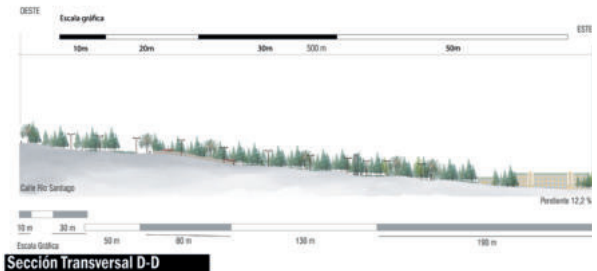 OESTE
Escala gráfica
ESTE
10m 20m 30m 500 m 50m
Calle Río Santiago
Pendiente 12,2 %
10 m 30 m
50 m 80 m 130 m 190 m
Escala Gráfica
Sección Transversal D-D